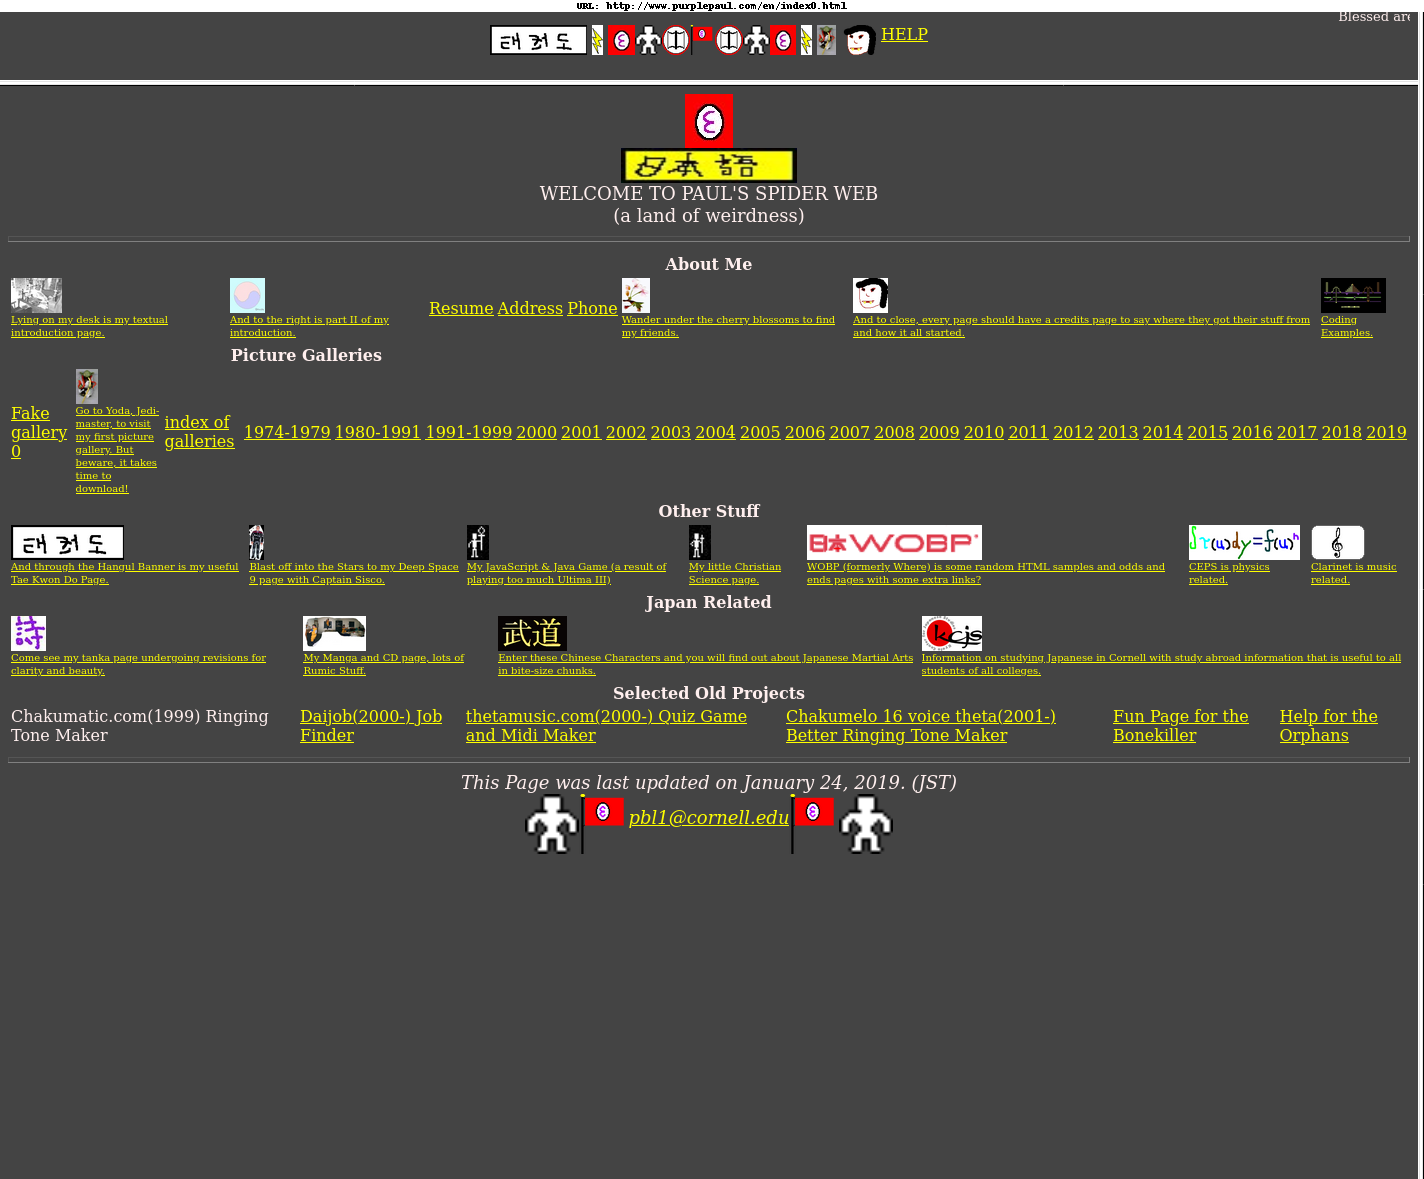 URL: http://www.purplepaul.com/en/index0.html
Blessed are
태 켜 도
HELP
日本語
WELCOME TO PAUL'S SPIDER WEB
(a land of weirdness)
About Me
Lying on my desk is my textual
introduction page.
And to the right is part II of my
introduction.
Resume Address Phone
Wander under the cherry blossoms to find
my friends.
And to close, every page should have a credits page to say where they got their stuff from
and how it all started.
Coding
Examples.
Picture Galleries
Fake
gallery
0
Go to Yoda, Jedi-
master, to visit
my first picture
gallery. But
beware, it takes
time to
download!
index of
galleries
1974-1979 1980-1991 1991-1999 2000 2001 2002 2003 2004 2005 2006 2007 2008 2009 2010 2011 2012 2013 2014 2015 2016 2017 2018 2019
Other Stuff
태 켜 도
And through the Hangul Banner is my useful
Tae Kwon Do Page.
Blast off into the Stars to my Deep Space
9 page with Captain Sisco.
My JavaScript & Java Game (a result of
playing too much Ultima III)
My little Christian
Science page.
日本WOBP
WOBP (formerly Where) is some random HTML samples and odds and
ends pages with some extra links?
∫τ(u)dy=f(u)ʰ
CEPS is physics
related.
Clarinet is music
related.
Japan Related
詩
Come see my tanka page undergoing revisions for
clarity and beauty.
My Manga and CD page, lots of
Rumic Stuff.
武道
Enter these Chinese Characters and you will find out about Japanese Martial Arts
in bite-size chunks.
kcjs
Information on studying Japanese in Cornell with study abroad information that is useful to all
students of all colleges.
Selected Old Projects
Chakumatic.com(1999) Ringing
Tone Maker
Daijob(2000-) Job
Finder
thetamusic.com(2000-) Quiz Game
and Midi Maker
Chakumelo 16 voice theta(2001-)
Better Ringing Tone Maker
Fun Page for the
Bonekiller
Help for the
Orphans
This Page was last updated on January 24, 2019. (JST)
pbl1@cornell.edu